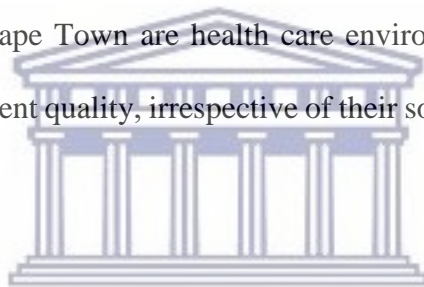 ape Town are health care enviro
ent quality, irrespective of their so